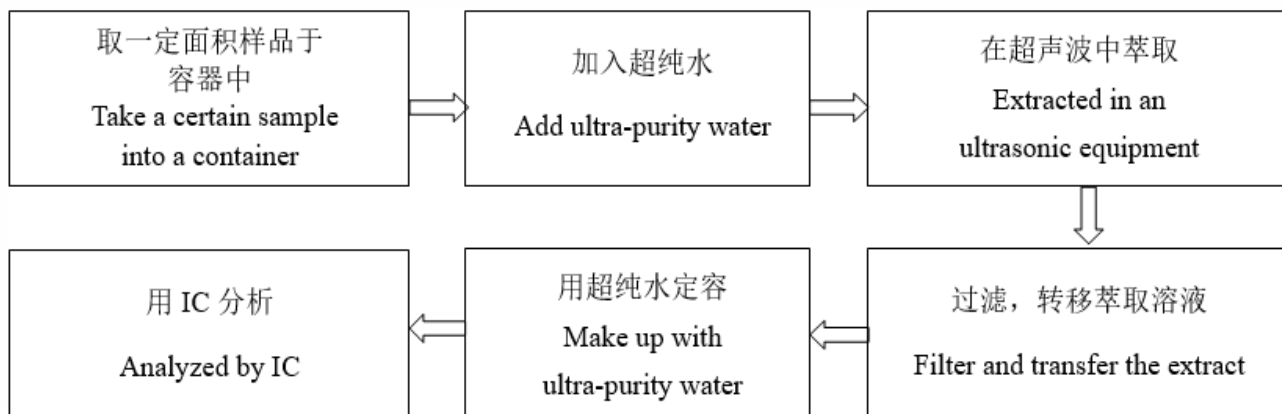 取一定面积样品于
容器中
Take a certain sample
into a container
加入超纯水
Add ultra-purity water
在超声波中萃取
Extracted in an
ultrasonic equipment
过滤，转移萃取溶液
Filter and transfer the extract
用超纯水定容
Make up with
ultra-purity water
用 IC 分析
Analyzed by IC